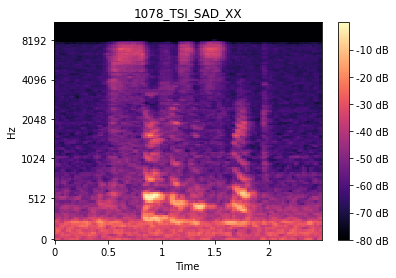 1078_TSI_SAD_XX
8192
4096
2048
1024
512
0
Hz
0
0.5
1
1.5
2
Time
-10 dB
-20 dB
-30 dB
-40 dB
-50 dB
-60 dB
-70 dB
-80 dB